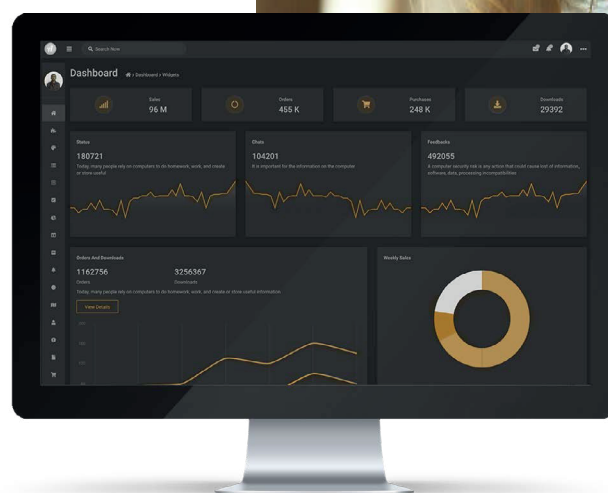 Search Now
Dashboard
Dashboard > Widgets
Sales
96 M
Orders
455 K
Purchases
248 K
Downloads
29392
Status
180721
Today, many people rely on computers to do homework, work, and create
or store useful
Chats
104201
It is important for the information on the computer
Feedbacks
492055
A computer security risk is any action that could cause lost of information,
software, data, processing incompatibilities
Orders And Downloads
1162756
3256367
Orders
Downloads
Today, many people rely on computers to do homework, work, and create or store useful information
View Details
Weekly Sales